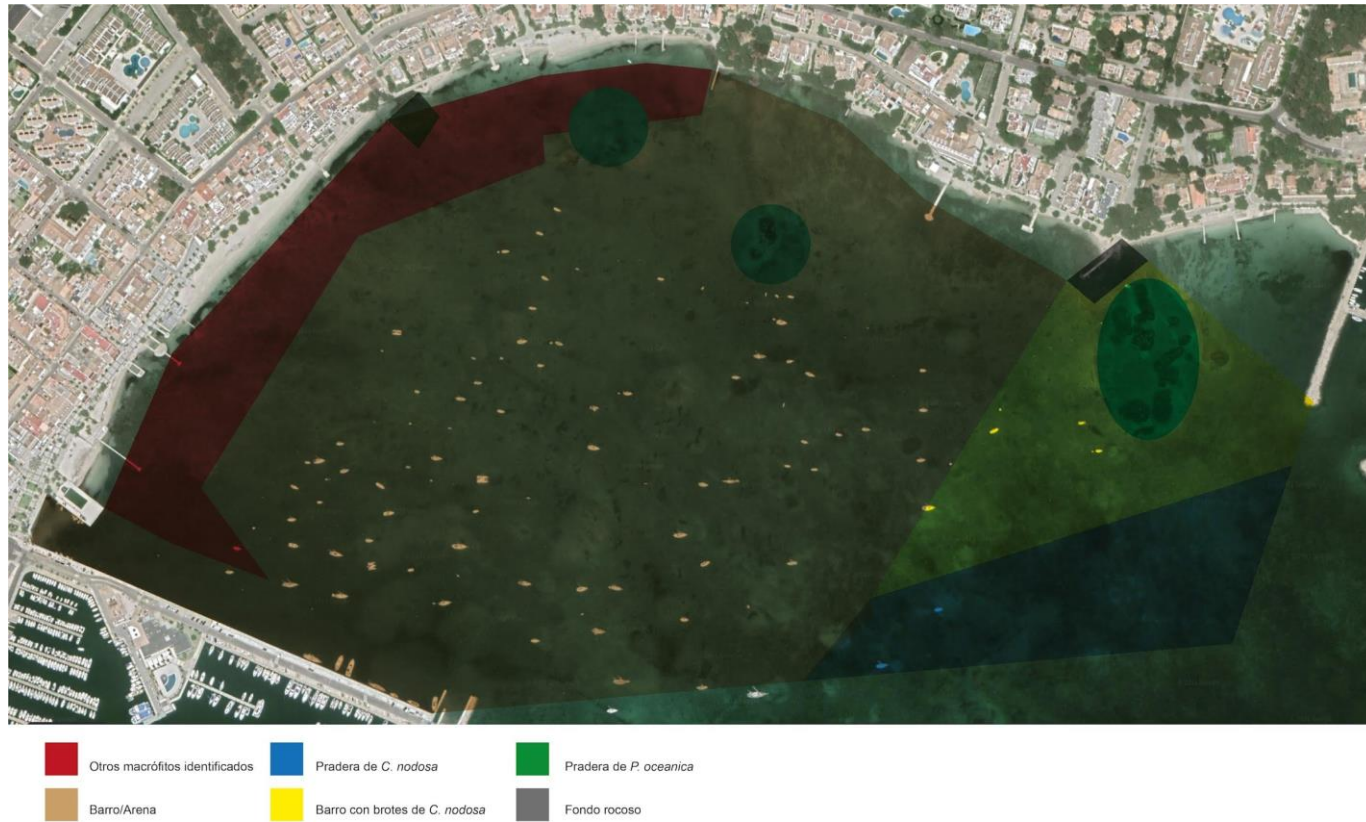 Otros macrófitos identificados
Pradera de C. nodosa
Pradera de P. oceanica
Barro/Arena
Barro con brotes de C. nodosa
Fondo rocoso